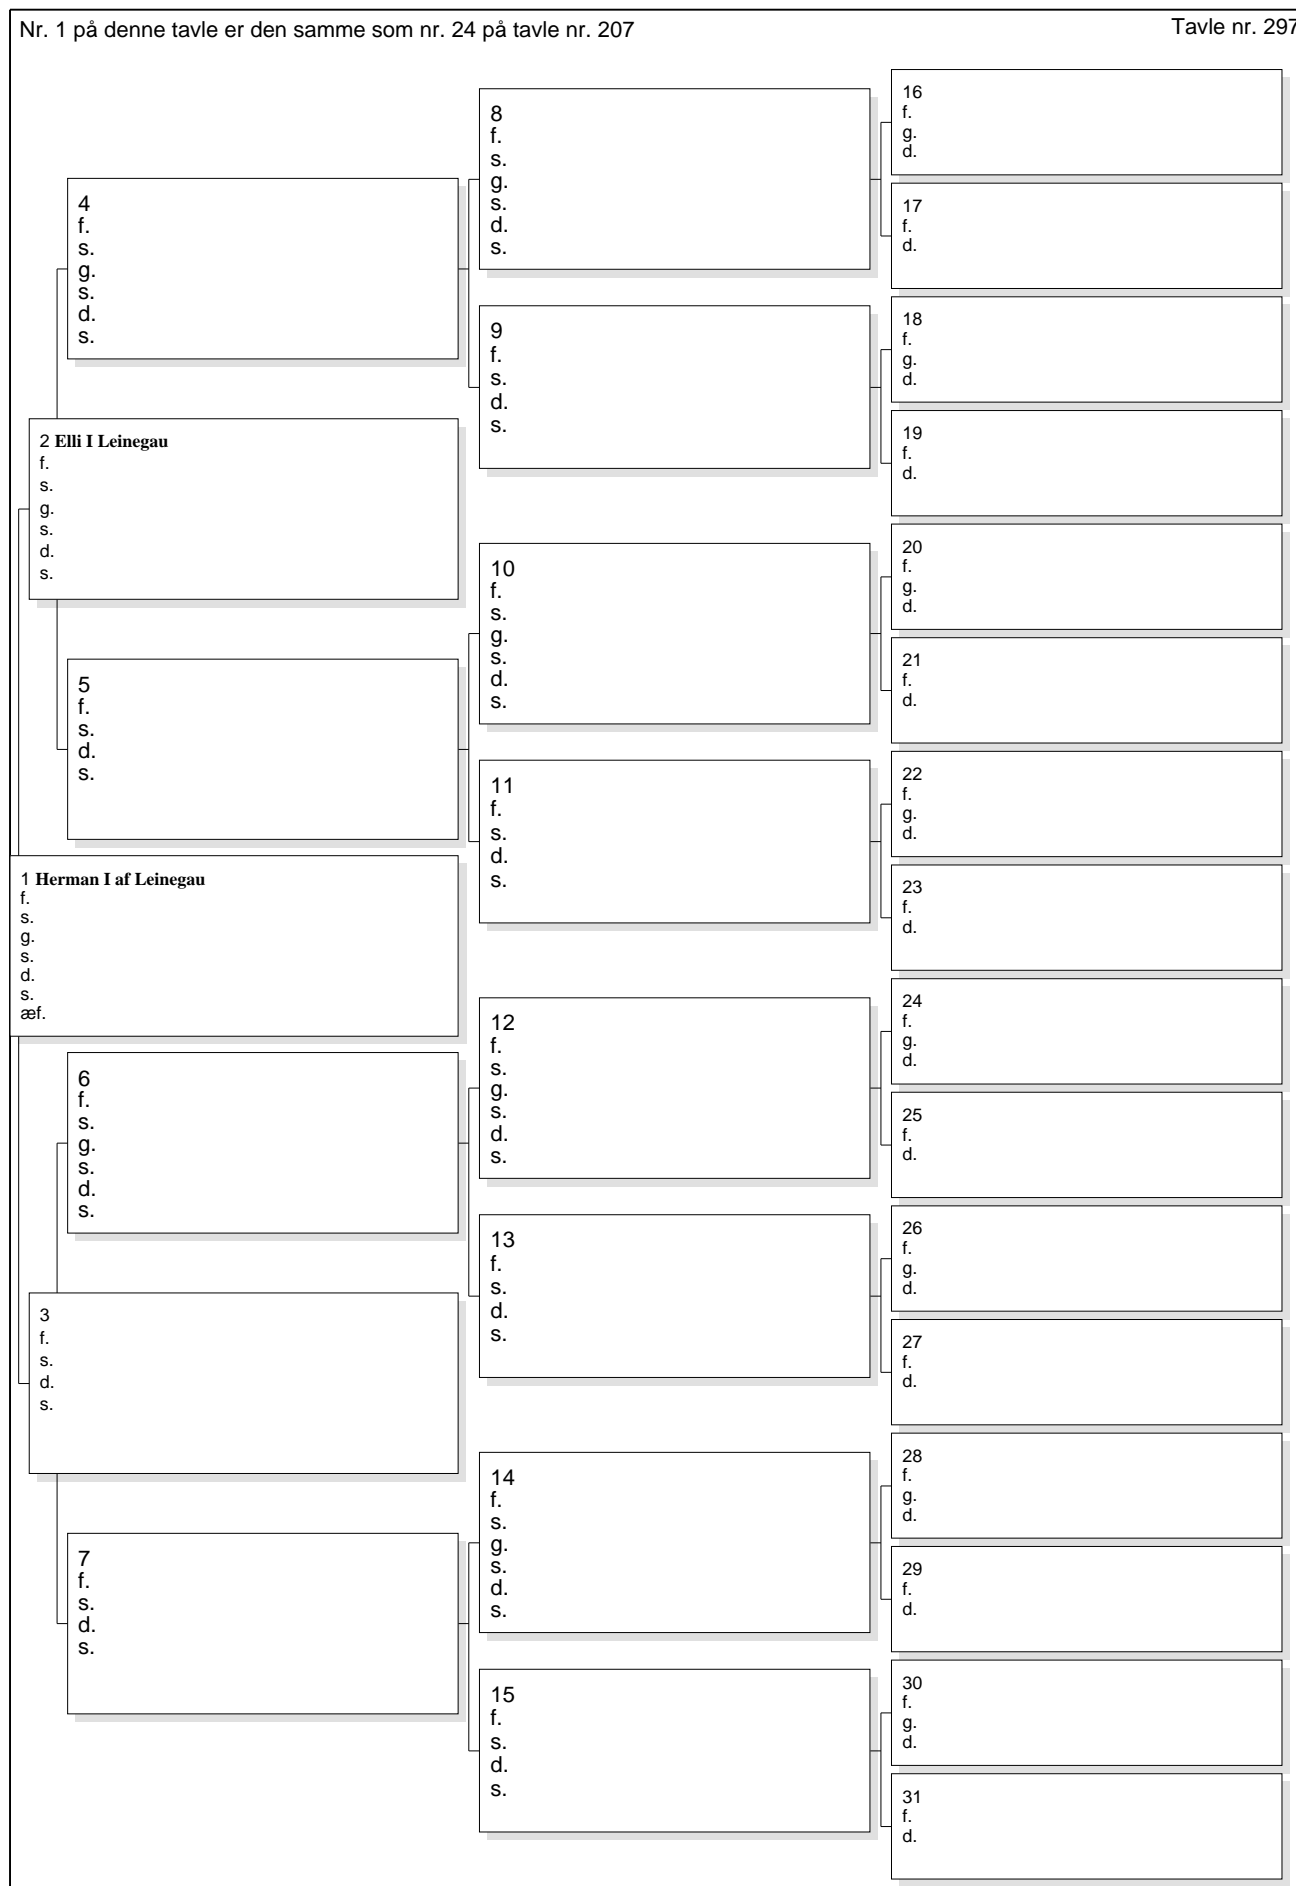 Nr. 1 på denne tavle er den samme som nr. 24 på tavle nr. 207
Tavle nr. 297
16
f.
g.
d.
8
f.
s.
g.
s.
d.
s.
17
f.
d.
4
f.
s.
g.
s.
d.
s.
18
f.
g.
d.
9
f.
s.
d.
s.
19
f.
d.
2 Elli I Leinegau
f.
s.
g.
s.
d.
s.
20
f.
g.
d.
10
f.
s.
g.
s.
d.
s.
21
f.
d.
5
f.
s.
d.
s.
22
f.
g.
d.
11
f.
s.
d.
s.
23
f.
d.
1 Herman I af Leinegau
f.
s.
g.
s.
d.
s.
æf.
24
f.
g.
d.
12
f.
s.
g.
s.
d.
s.
25
f.
d.
6
f.
s.
g.
s.
d.
s.
26
f.
g.
d.
13
f.
s.
d.
s.
27
f.
d.
3
f.
s.
d.
s.
28
f.
g.
d.
14
f.
s.
g.
s.
d.
s.
29
f.
d.
7
f.
s.
d.
s.
30
f.
g.
d.
15
f.
s.
d.
s.
31
f.
d.